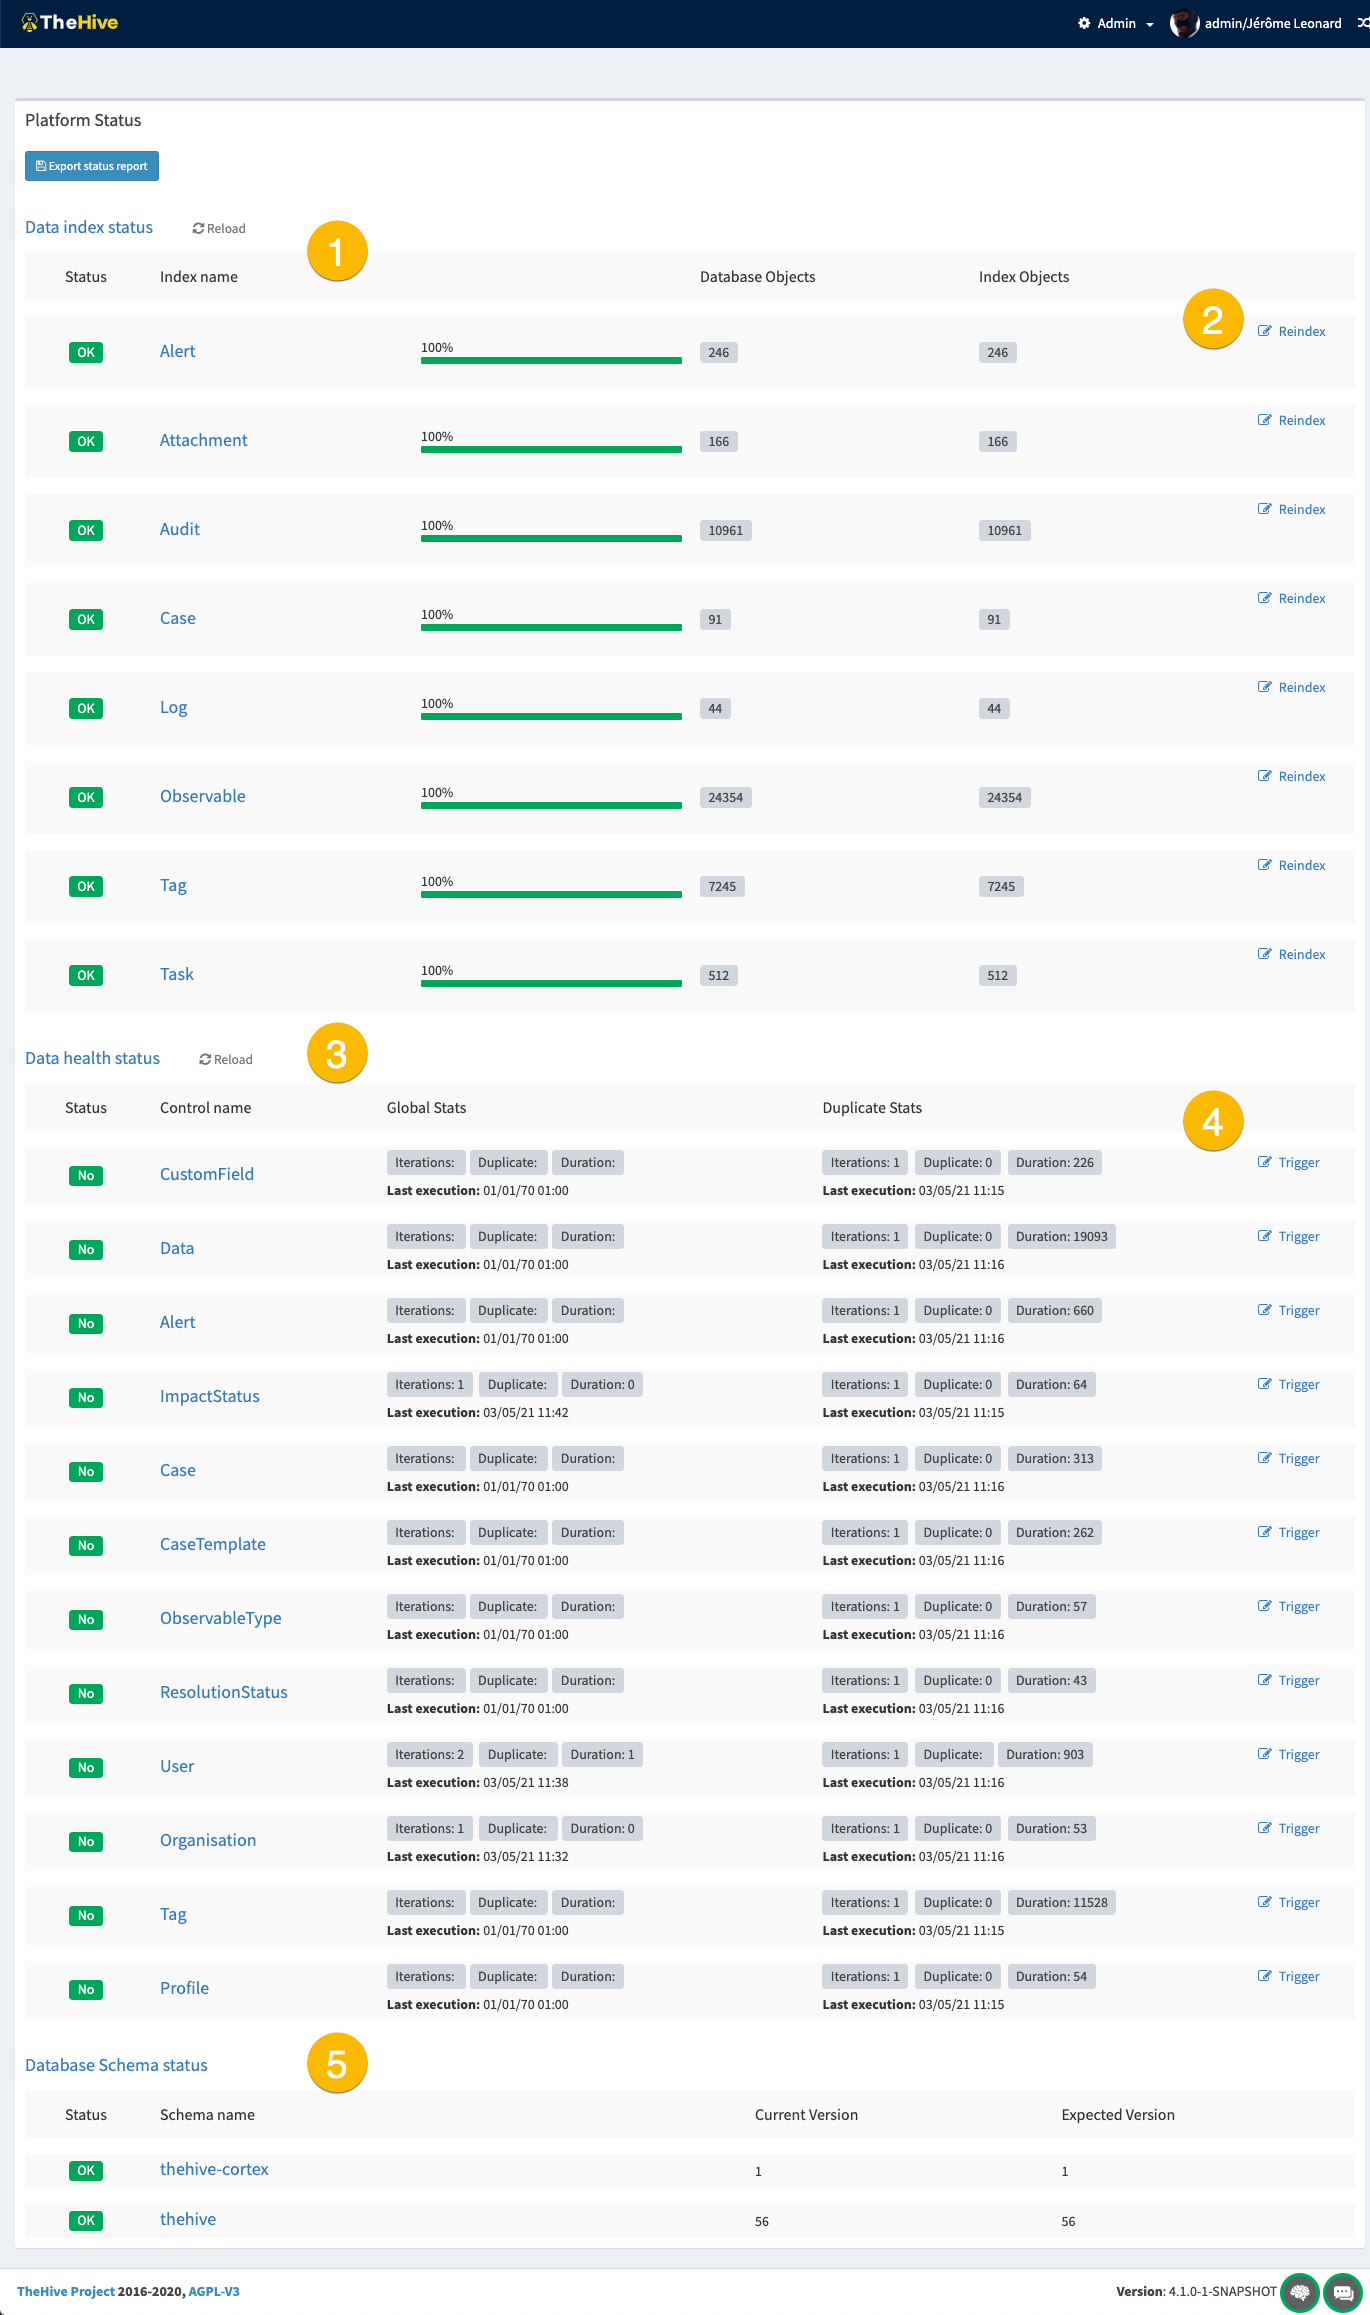 TheHive Admin admin/Jérôme Leonard
Platform Status
Export status report
Data index status Reload 1
Status Index name Database Objects Index Objects
2
Reindex
OK Alert 100% 246 246
Reindex
OK Attachment 100% 166 166
Reindex
OK Audit 100% 10961 10961
Reindex
OK Case 100% 91 91
Reindex
OK Log 100% 44 44
Reindex
OK Observable 100% 24354 24354
Reindex
OK Tag 100% 7245 7245
Reindex
OK Task 100% 512 512
Data health status Reload 3
Status Control name Global Stats Duplicate Stats 4
Iterations: Duplicate: Duration: Iterations: 1 Duplicate: 0 Duration: 226 Trigger
No CustomField
Last execution: 01/01/70 01:00 Last execution: 03/05/21 11:15
Iterations: Duplicate: Duration: Iterations: 1 Duplicate: 0 Duration: 19093 Trigger
No Data
Last execution: 01/01/70 01:00 Last execution: 03/05/21 11:16
Iterations: Duplicate: Duration: Iterations: 1 Duplicate: 0 Duration: 660 Trigger
No Alert
Last execution: 01/01/70 01:00 Last execution: 03/05/21 11:16
Iterations: 1 Duplicate: Duration: 0 Iterations: 1 Duplicate: 0 Duration: 64 Trigger
No ImpactStatus
Last execution: 03/05/21 11:42 Last execution: 03/05/21 11:15
Iterations: Duplicate: Duration: Iterations: 1 Duplicate: 0 Duration: 313 Trigger
No Case
Last execution: 01/01/70 01:00 Last execution: 03/05/21 11:16
Iterations: Duplicate: Duration: Iterations: 1 Duplicate: 0 Duration: 262 Trigger
No CaseTemplate
Last execution: 01/01/70 01:00 Last execution: 03/05/21 11:16
Iterations: Duplicate: Duration: Iterations: 1 Duplicate: 0 Duration: 57 Trigger
No ObservableType
Last execution: 01/01/70 01:00 Last execution: 03/05/21 11:16
Iterations: Duplicate: Duration: Iterations: 1 Duplicate: 0 Duration: 43 Trigger
No ResolutionStatus
Last execution: 01/01/70 01:00 Last execution: 03/05/21 11:16
Iterations: 2 Duplicate: Duration: 1 Iterations: 1 Duplicate: Duration: 903 Trigger
No User
Last execution: 03/05/21 11:38 Last execution: 03/05/21 11:16
Iterations: 1 Duplicate: Duration: 0 Iterations: 1 Duplicate: 0 Duration: 53 Trigger
No Organisation
Last execution: 03/05/21 11:32 Last execution: 03/05/21 11:16
Iterations: Duplicate: Duration: Iterations: 1 Duplicate: 0 Duration: 11528 Trigger
No Tag
Last execution: 01/01/70 01:00 Last execution: 03/05/21 11:15
Iterations: Duplicate: Duration: Iterations: 1 Duplicate: 0 Duration: 54 Trigger
No Profile
Last execution: 01/01/70 01:00 Last execution: 03/05/21 11:15
Database Schema status 5
Status Schema name Current Version Expected Version
OK thehive-cortex 1 1
OK thehive 56 56
TheHive Project 2016-2020, AGPL-V3 Version: 4.1.0-1-SNAPSHOT